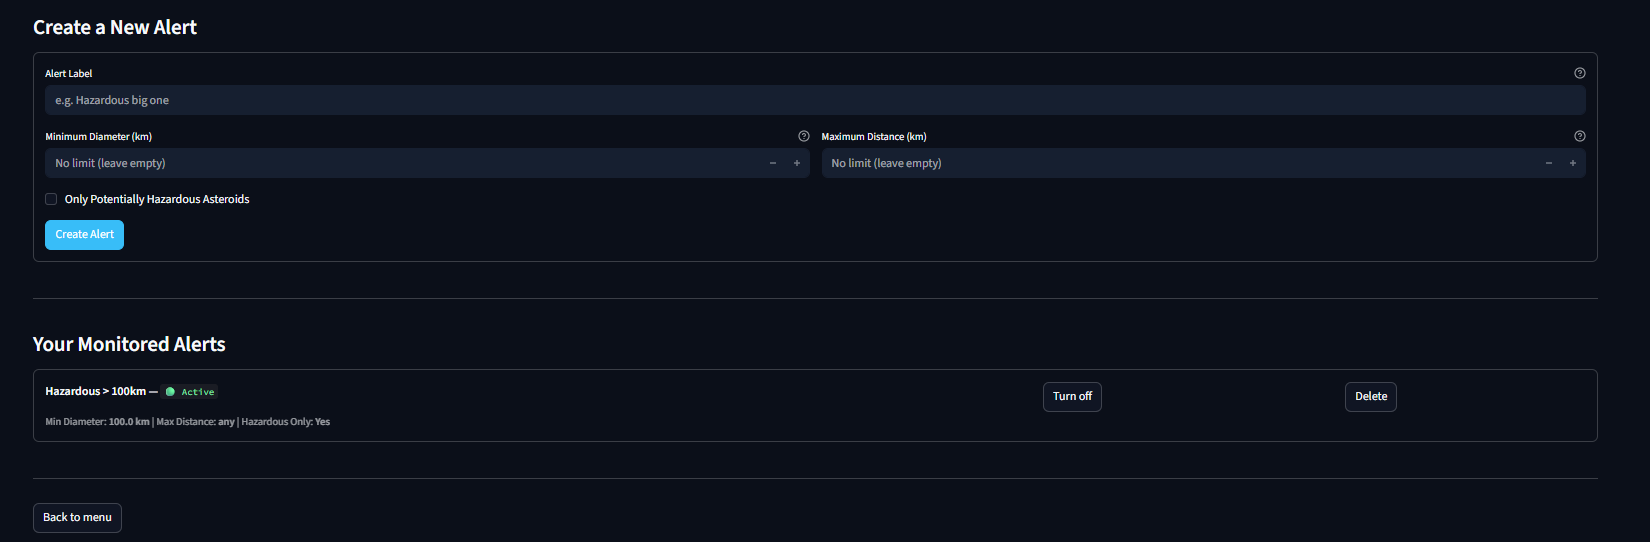 Create a New Alert
Alert Label
e.g. Hazardous big one
Minimum Diameter (km)
Maximum Distance (km)
No limit (leave empty)
No limit (leave empty)
Only Potentially Hazardous Asteroids
Create Alert
Your Monitored Alerts
Hazardous > 100km — Active
Turn off
Delete
Min Diameter: 100.0 km | Max Distance: any | Hazardous Only: Yes
Back to menu